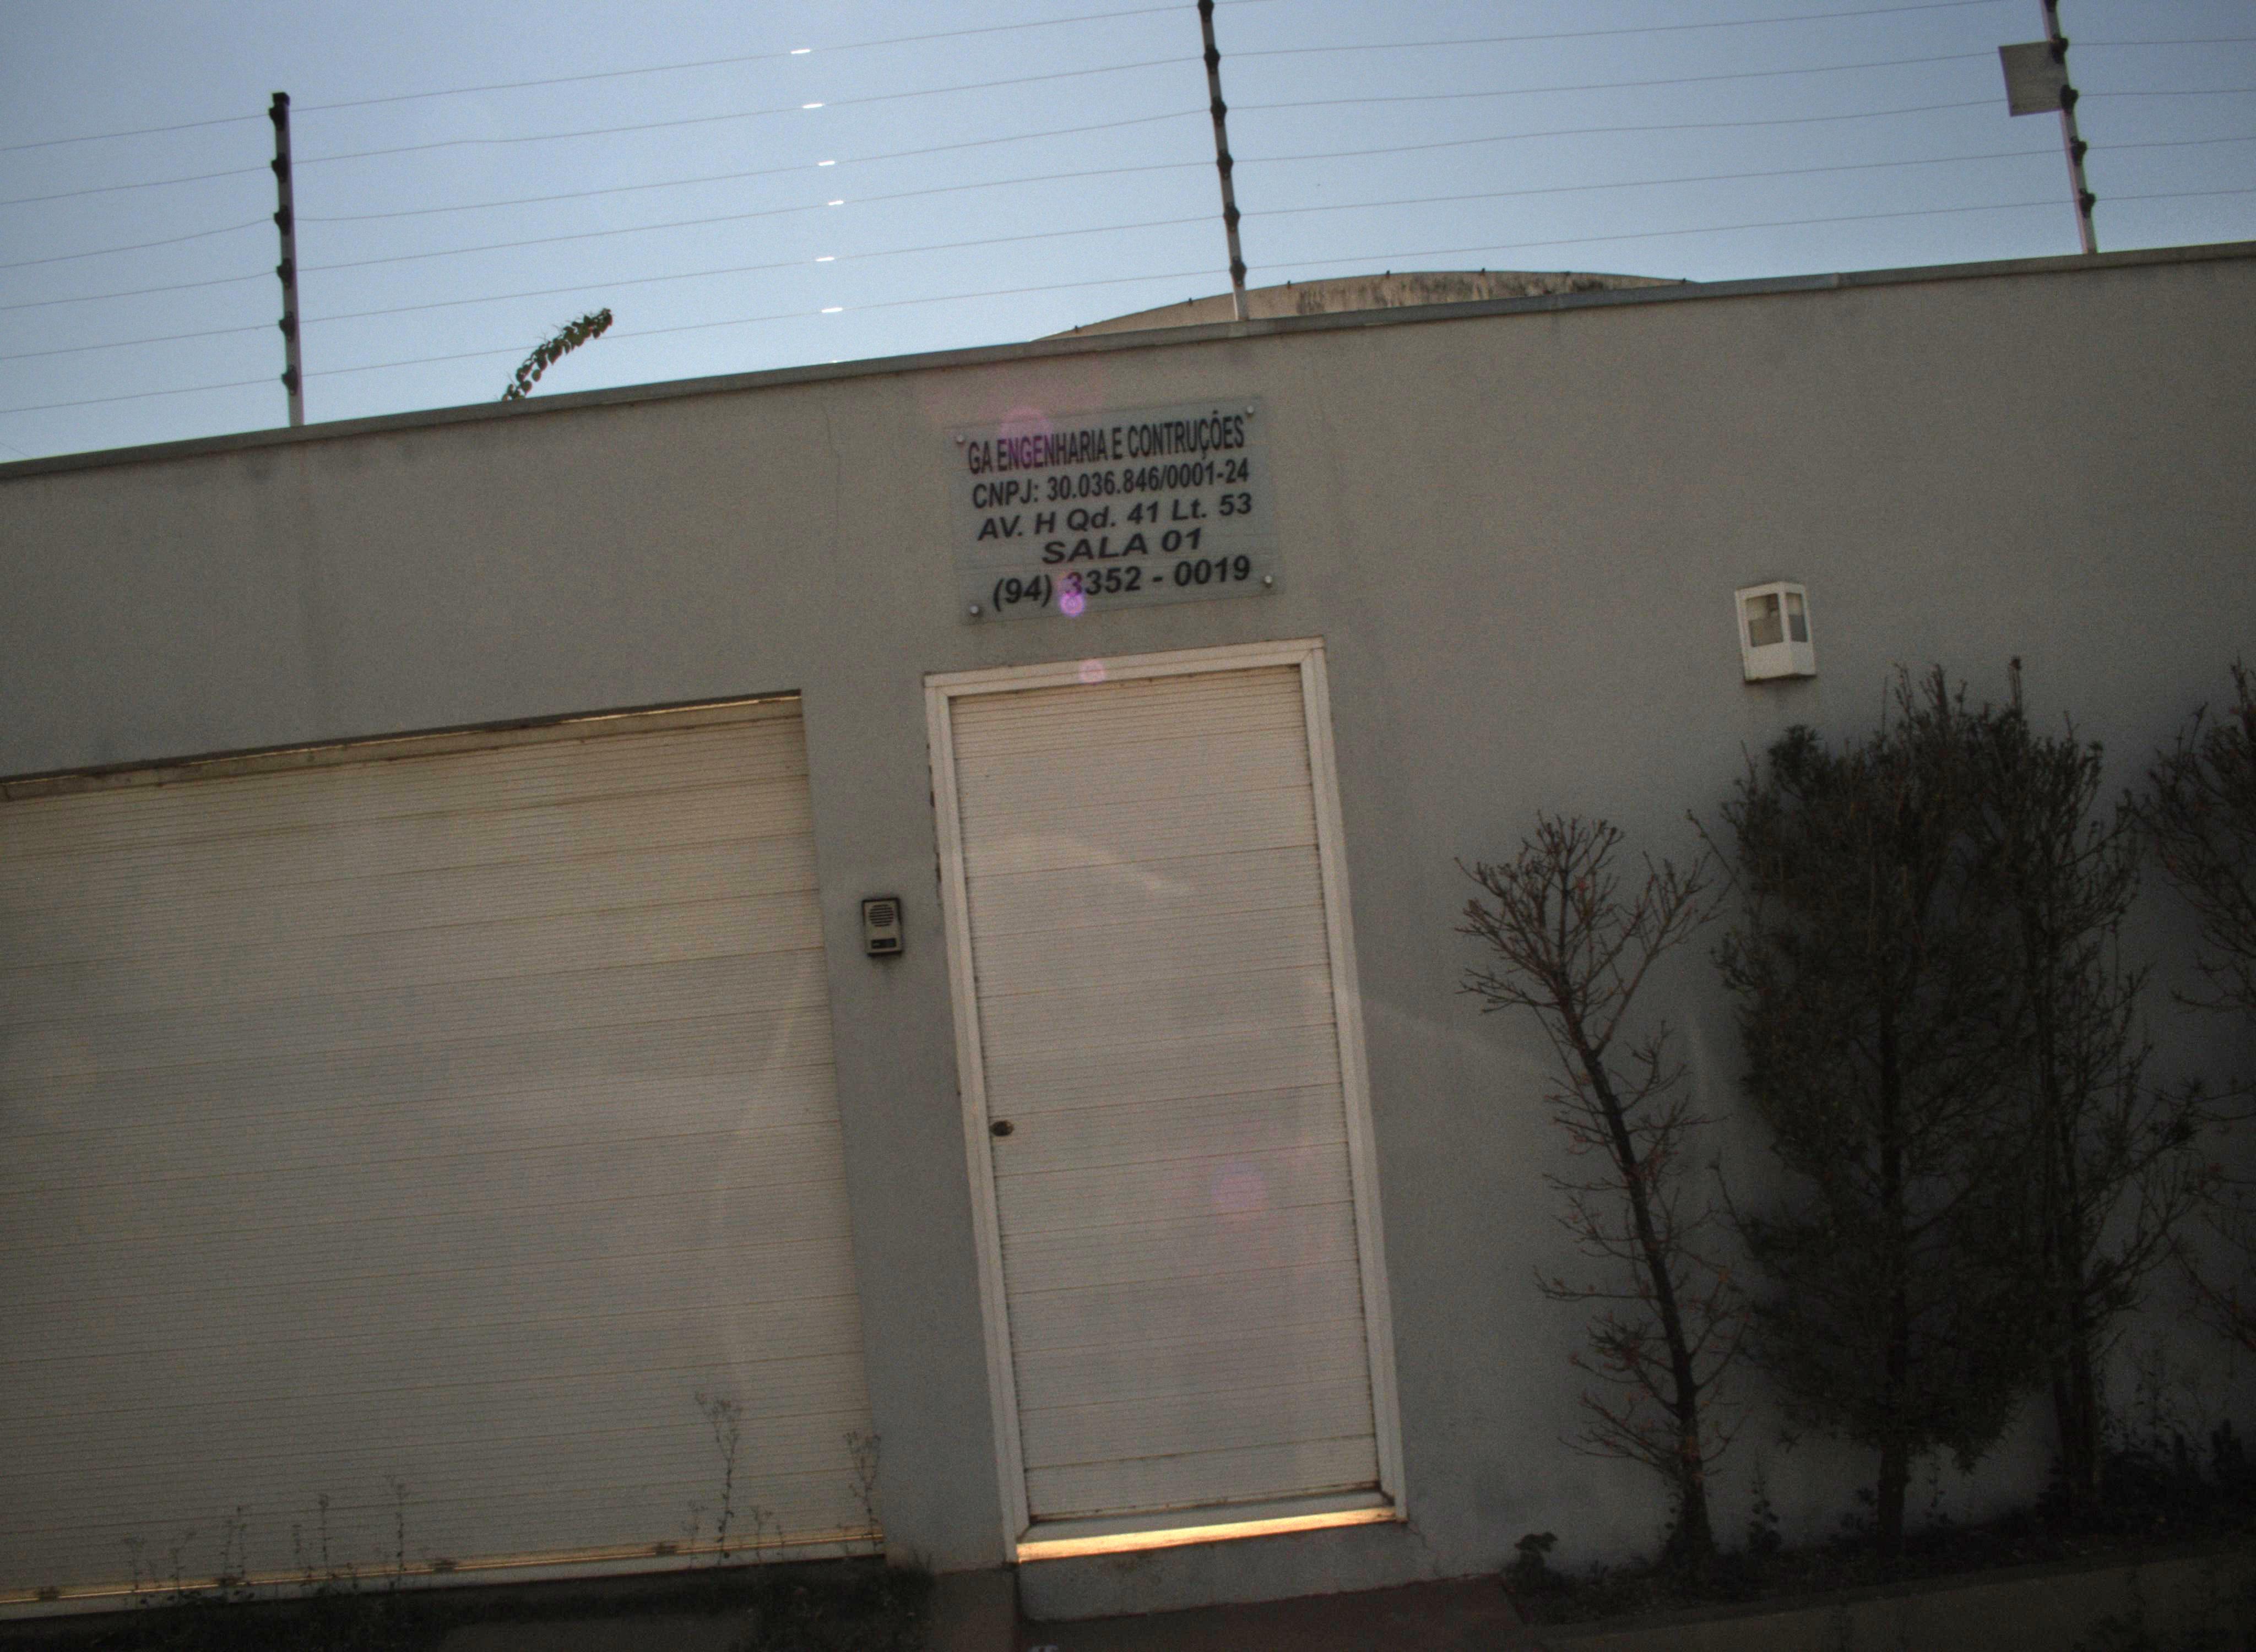 GA ENGENHARIA E CONTRUÇÕES
CNPJ: 30.036.846/0001-24
AV. H Qd. 41 Lt. 53
SALA 01
(94) 3352 - 0019